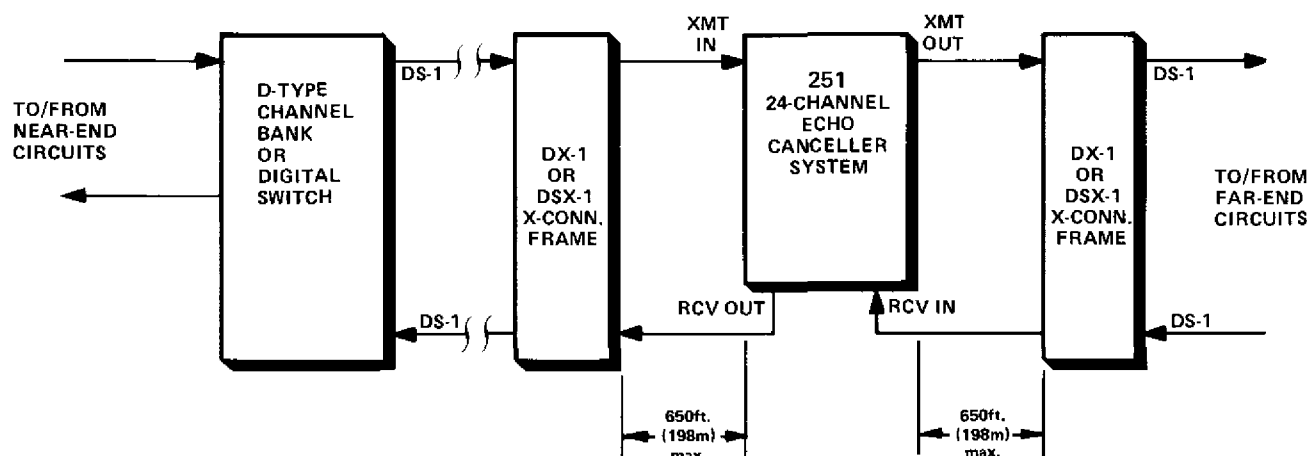 TO/FROM
NEAR-END
CIRCUITS
D-TYPE
CHANNEL
BANK
OR
DIGITAL
SWITCH
DS-1
DS-1
DX-1
OR
DSX-1
X-CONN.
FRAME
XMT
IN
251
24-CHANNEL
ECHO
CANCELLER
SYSTEM
XMT
OUT
RCV OUT
RCV IN
DX-1
OR
DSX-1
X-CONN.
FRAME
DS-1
TO/FROM
FAR-END
CIRCUITS
DS-1
650ft.
(198m)
max.
650ft.
(198m)
max.